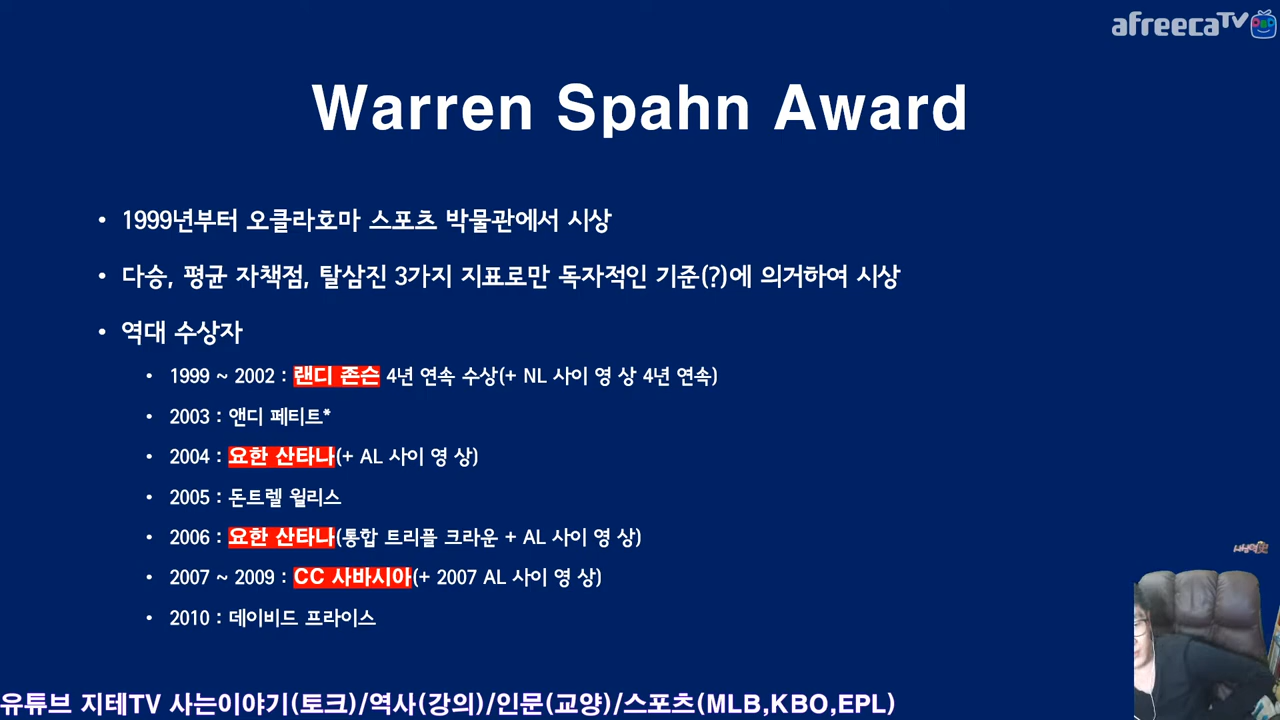 afreecaTV
Warren Spahn Award
• 1999년부터 오클라호마 스포츠 박물관에서 시상
• 다승, 평균 자책점, 탈삼진 3가지 지표로만 독자적인 기준(?)에 의거하여 시상
• 역대 수상자
• 1999 ~ 2002 : 랜디 존슨 4년 연속 수상(+ NL 사이 영 상 4년 연속)
• 2003 : 앤디 페티트*
• 2004 : 요한 산타나(+ AL 사이 영 상)
• 2005 : 돈트렐 윌리스
• 2006 : 요한 산타나(통합 트리플 크라운 + AL 사이 영 상)
• 2007 ~ 2009 : CC 사바시아(+ 2007 AL 사이 영 상)
• 2010 : 데이비드 프라이스
유튜브 지테TV 사는이야기(토크)/역사(강의)/인문(교양)/스포츠(MLB,KBO,EPL)